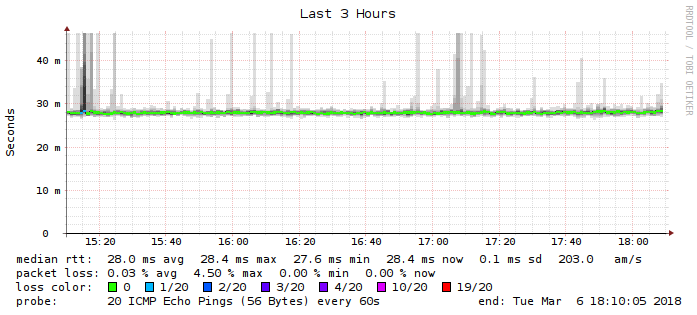 Last 3 Hours
RRDTOOL / TOBI OETIKER
Seconds
40 m
30 m
20 m
10 m
0
15:20 15:40 16:00 16:20 16:40 17:00 17:20 17:40 18:00
median rtt: 28.0 ms avg 28.4 ms max 27.6 ms min 28.4 ms now 0.1 ms sd 203.0 am/s
packet loss: 0.03 % avg 4.50 % max 0.00 % min 0.00 % now
loss color: 0 1/20 2/20 3/20 4/20 10/20 19/20
probe: 20 ICMP Echo Pings (56 Bytes) every 60s end: Tue Mar 6 18:10:05 2018